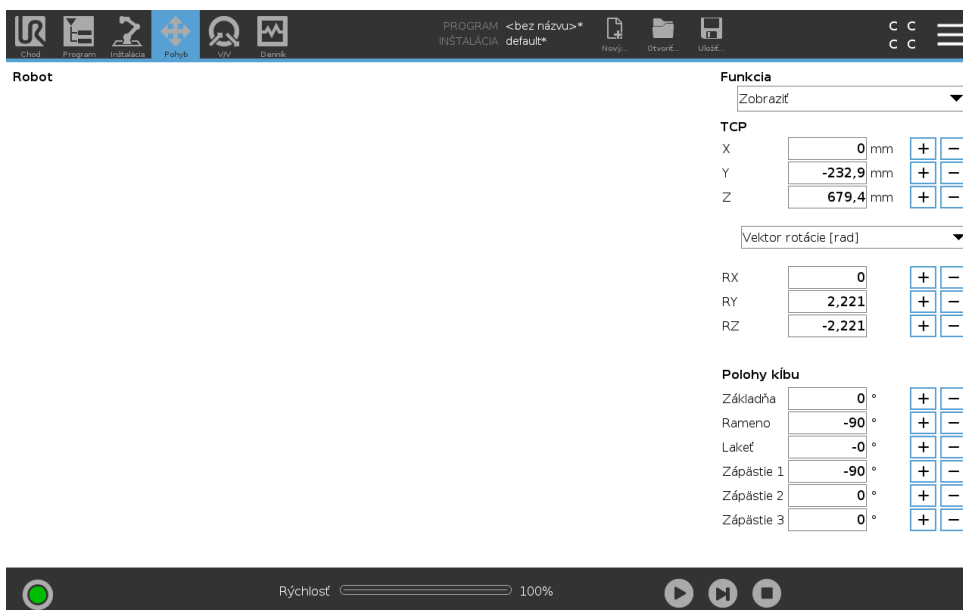 UR
PROGRAM <bez názvu>*
INŠTALÁCIA default*
C C
C C
Chod Program Inštalácia Pohyb V/V Denník Nový... Otvoriť... Uložiť...
Robot
Funkcia
Zobraziť
TCP
X 0 mm + −
Y -232,9 mm + −
Z 679,4 mm + −
Vektor rotácie [rad]
RX 0 + −
RY 2,221 + −
RZ -2,221 + −
Polohy kĺbu
Základňa 0 ° + −
Rameno -90 ° + −
Lakeť -0 ° + −
Zápästie 1 -90 ° + −
Zápästie 2 0 ° + −
Zápästie 3 0 ° + −
Rýchlosť 100%